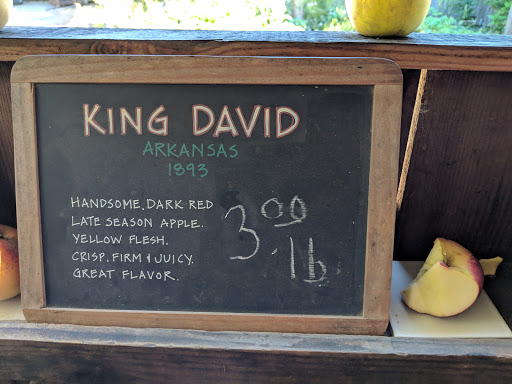 KING DAVID
ARKANSAS
1893
HANDSOME, DARK RED
LATE SEASON APPLE.
YELLOW FLESH.
CRISP, FIRM & JUICY.
GREAT FLAVOR.
3.00
lb